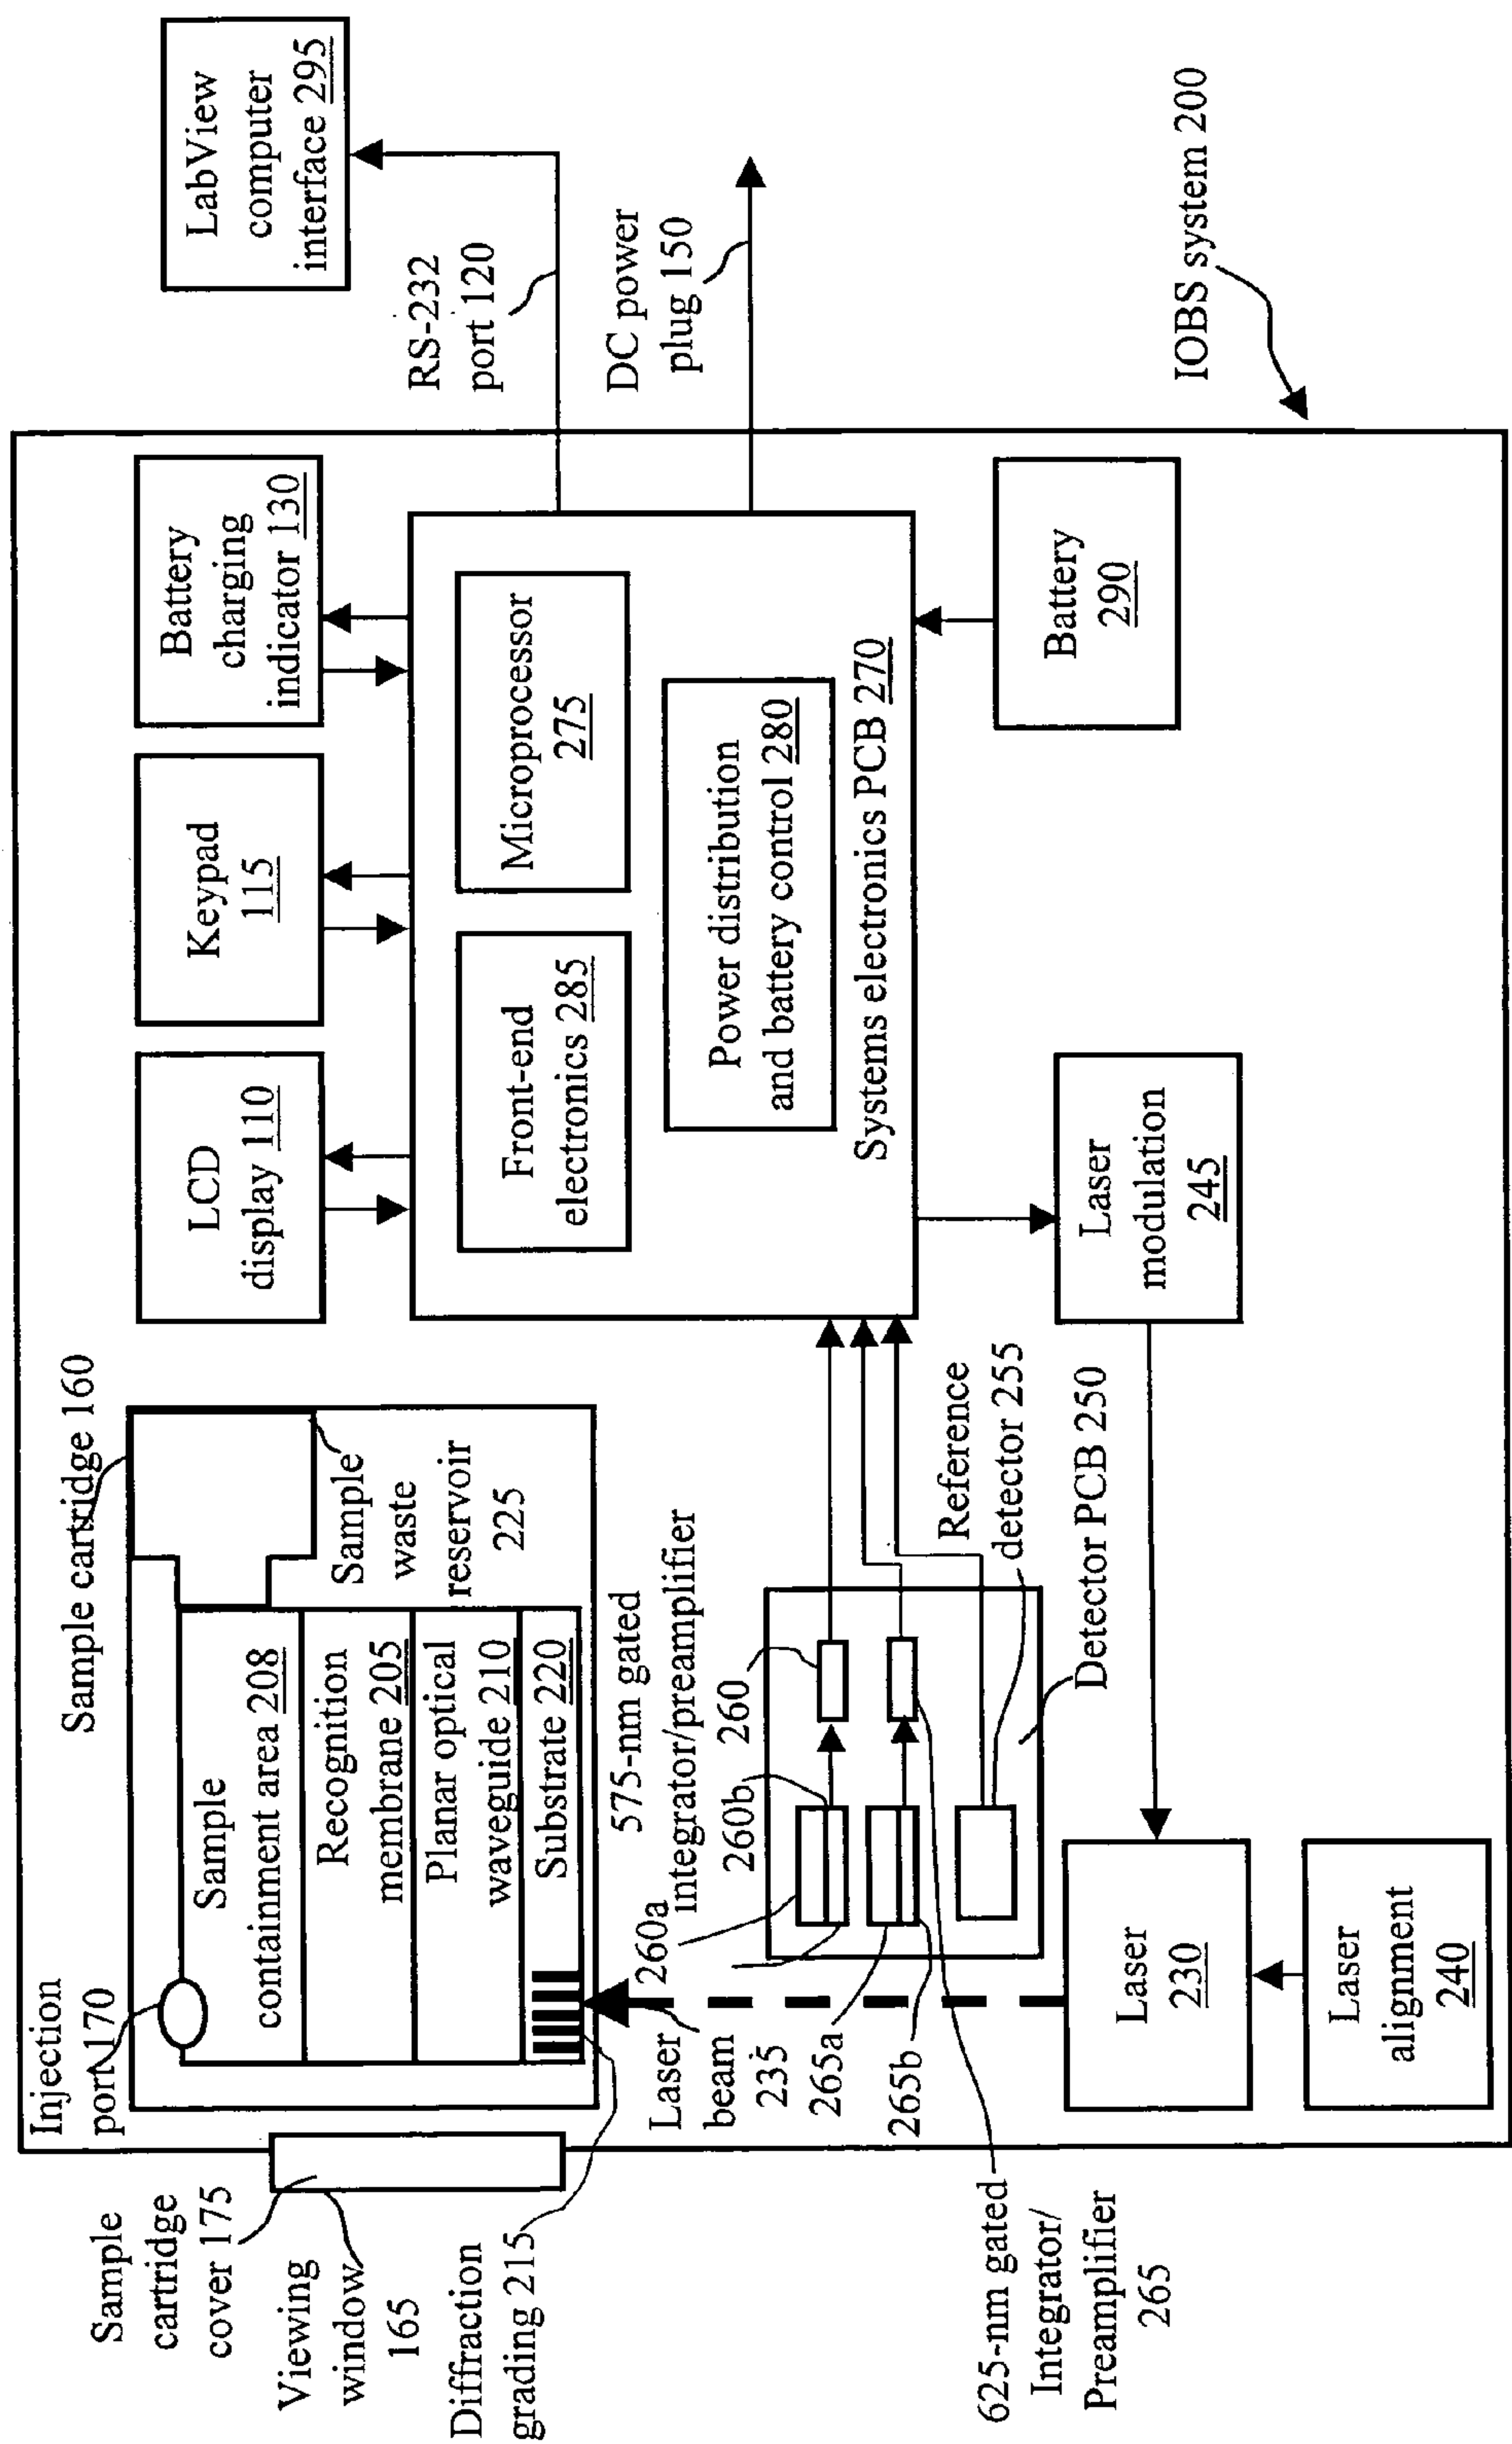 Sample
cartridge
cover 175
Viewing
window
165
Diffraction
grading 215
625-nm gated
Integrator/
Preamplifier
265
Injection
port 170
Sample cartridge 160
Sample
containment area 208
Recognition
membrane 205
Planar optical
waveguide 210
Substrate 220
Sample
waste
reservoir
225
Laser
beam
235
575-nm gated
integrator/preamplifier
260
260a
260b
265a
265b
Reference
detector 255
Detector PCB 250
Laser
230
Laser
alignment
240
Laser
modulation
245
LCD
display 110
Keypad
115
Battery
charging
indicator 130
Front-end
electronics 285
Microprocessor
275
Power distribution
and battery control 280
Systems electronics PCB 270
Battery
290
RS-232
port 120
DC power
plug 150
LabView
computer
interface 295
IOBS system 200